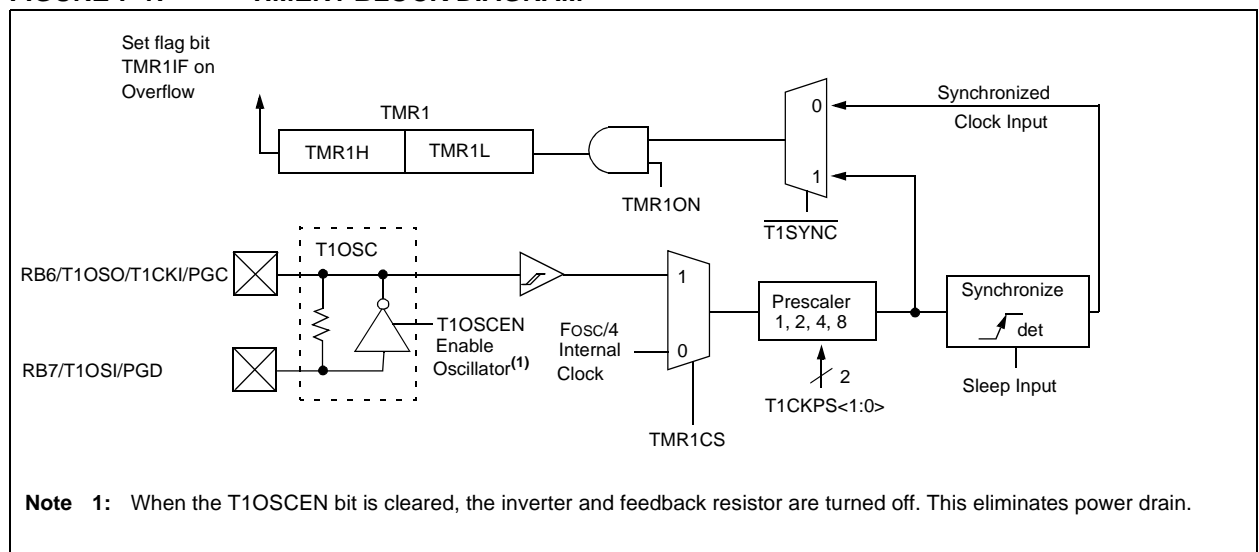 Set flag bit
TMR1IF on
Overflow
TMR1
TMR1H
TMR1L
TMR1ON
0
1
T1SYNC
Synchronized
Clock Input
T1OSC
RB6/T1OSO/T1CKI/PGC
RB7/T1OSI/PGD
T1OSCEN
Enable
Oscillator(1)
FOSC/4
Internal
Clock
1
0
TMR1CS
Prescaler
1, 2, 4, 8
2
T1CKPS<1:0>
Synchronize
det
Sleep Input
Note 1: When the T1OSCEN bit is cleared, the inverter and feedback resistor are turned off. This eliminates power drain.